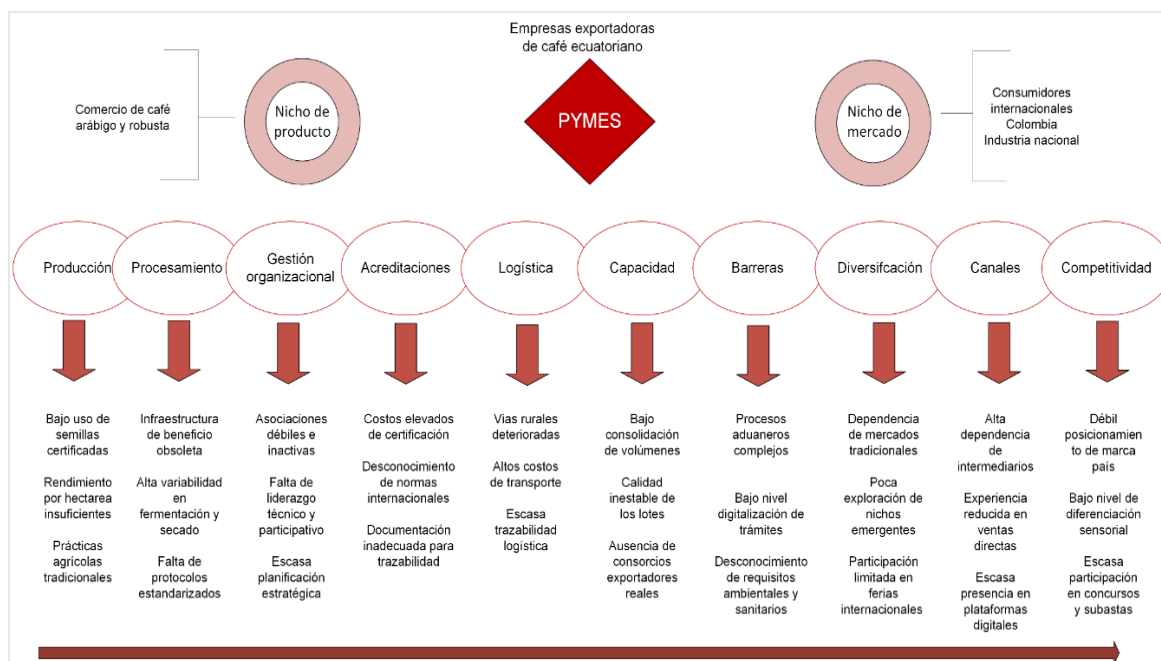 Empresas exportadoras
de café ecuatoriano
Comercio de café
arábigo y robusta
Nicho de
producto
PYMES
Nicho de
mercado
Consumidores
internacionales
Colombia
Industria nacional
Producción
Procesamiento
Gestión
organizacional
Acreditaciones
Logística
Capacidad
Barreras
Diversifcación
Canales
Competitividad
Bajo uso de
semillas
certificadas
Rendimiento
por hectarea
insuficientes
Prácticas
agrícolas
tradicionales
Infraestructura
de beneficio
obsoleta
Alta variabilidad
en
fermentación y
secado
Falta de
protocolos
estandarizados
Asociaciones
débiles e
inactivas
Falta de
liderazgo
técnico y
participativo
Escasa
planificación
estratégica
Costos elevados
de certificación
Desconocimiento
de normas
internacionales
Documentación
inadecuada para
trazabilidad
Vias rurales
deterioradas
Altos costos
de transporte
Escasa
trazabilidad
logística
Bajo
consolidación
de volúmenes
Calidad
inestable de
los lotes
Ausencia de
consorcios
exportadores
reales
Procesos
aduaneros
complejos
Bajo nivel
digitalización de
trámites
Desconocimiento
de requisitos
ambientales y
sanitarios
Dependencia
de mercados
tradicionales
Poca
exploración de
nichos
emergentes
Participación
limitada en
ferias
internacionales
Alta
dependencia
de
intermediarios
Experiencia
reducida en
ventas
directas
Escasa
presencia en
plataformas
digitales
Débil
posicionamien
to de marca
país
Bajo nivel de
diferenciación
sensorial
Escasa
participación
en concursos
y subastas